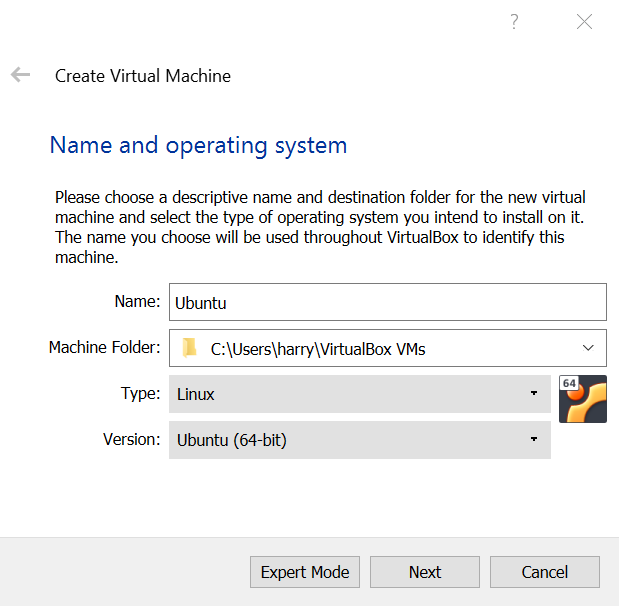 ?
Create Virtual Machine
Name and operating system
Please choose a descriptive name and destination folder for the new virtual
machine and select the type of operating system you intend to install on it.
The name you choose will be used throughout VirtualBox to identify this
machine.
Name: Ubuntu
Machine Folder: C:\Users\harry\VirtualBox VMs
Type: Linux
64
Version: Ubuntu (64-bit)
Expert Mode Next Cancel